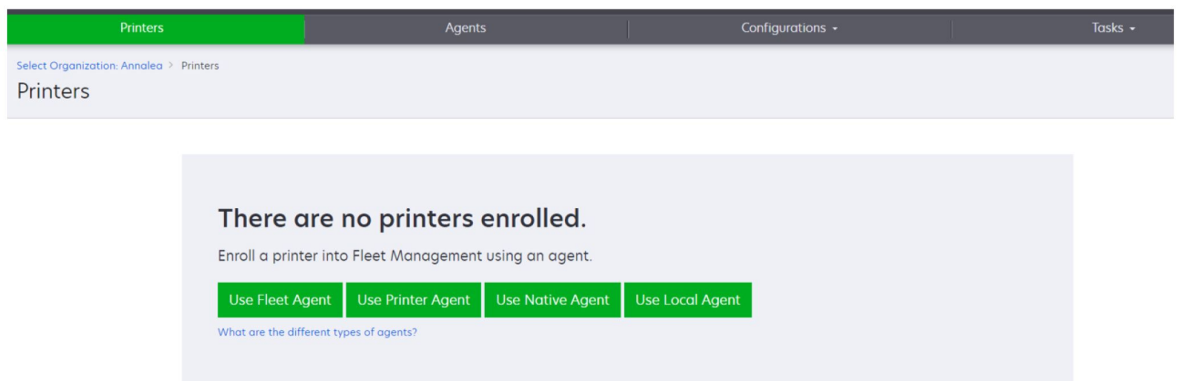 Printers Agents Configurations Tasks
Select Organization: Annalea > Printers
Printers
There are no printers enrolled.
Enroll a printer into Fleet Management using an agent.
Use Fleet Agent Use Printer Agent Use Native Agent Use Local Agent
What are the different types of agents?